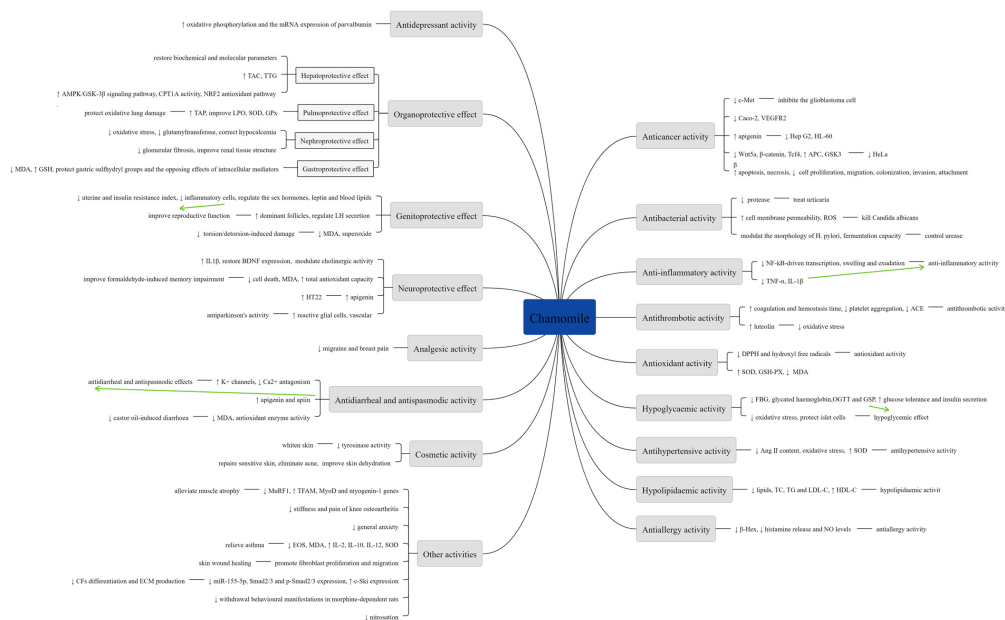 Chamomile
Antidepressant activity
↑ oxidative phosphorylation and the mRNA expression of parvalbumin
Organoprotective effect
Hepatoprotective effect
restore biochemical and molecular parameters
↑ TAC, TTG
↑ AMPK/GSK-3β signaling pathway, CPT1A activity, NRF2 antioxidant pathway
Pulmoprotective effect
protect oxidative lung damage
↑ TAP, improve LPO, SOD, GPx
Nephroprotective effect
↓ oxidative stress, ↓ glutamyltransferase, correct hypocalcemia
↓ glomerular fibrosis, improve renal tissue structure
Gastroprotective effect
↓ MDA, ↑ GSH, protect gastric sulfhydryl groups and the opposing effects of intracellular mediators
Genitoprotective effect
↓ uterine and insulin resistance index, ↓ inflammatory cells, regulate the sex hormones, leptin and blood lipids
improve reproductive function
↑ dominant follicles, regulate LH secretion
↓ torsion/detorsion-induced damage
↓ MDA, superoxide
Neuroprotective effect
↑ IL1β, restore BDNF expression, modulate cholinergic activity
improve formaldehyde-induced memory impairment
↓ cell death, MDA, ↑ total antioxidant capacity
↑ HT22
↑ apigenin
antiparkinson's activity
↑ reactive glial cells, vascular
Analgesic activity
↓ migraine and breast pain
Antidiarrheal and antispasmodic activity
antidiarrheal and antispasmodic effects
↑ K+ channels, ↓ Ca2+ antagonism
↑ apigenin and apiin
↓ castor oil-induced diarrhoea
↓ MDA, antioxidant enzyme activity
Cosmetic activity
whiten skin
↓ tyrosinase activity
repaire sensitive skin, eliminate acne, improve skin dehydration
Other activities
alleviate muscle atrophy
↓ MuRF1, ↑ TFAM, MyoD and myogenin-1 genes
↓ stiffness and pain of knee osteoarthritis
↓ general anxiety
relieve asthma
↓ EOS, MDA, ↑ IL-2, IL-10, IL-12, SOD
skin wound healing
promote fibroblast proliferation and migration
↓ CFs differentiation and ECM production
↓ miR-155-5p, Smad2/3 and p-Smad2/3 expression, ↑ c-Ski expression
↓ withdrawal behavioural manifestations in morphine-dependent rats
↓ nitrosation
Anticancer activity
↓ c-Met
inhibite the glioblastoma cell
↓ Caco-2, VEGFR2
↑ apigenin
↓ Hep G2, HL-60
↓ Wnt5a, β-catenin, Tcf4, ↑ APC, GSK3
β
↓ HeLa
↑ apoptosis, necrosis, ↓ cell proliferation, migration, colonization, invasion, attachment
Antibacterial activity
↓ protease
treat urticaria
↑ cell membrane permeability, ROS
kill Candida albicans
modulat the morphology of H. pylori, fermentation capacity
control urease
Anti-inflammatory activity
↓ NF-kB-driven transcription, swelling and exudation
anti-inflammatory activity
↓ TNF-α, IL-1β
Antithrombotic activity
↑ coagulation and hemostasis time, ↓ platelet aggregation, ↓ ACE
antithrombotic activit
↑ luteolin
↓ oxidative stress
Antioxidant activity
↓ DPPH and hydroxyl free radicals
antioxidant activity
↑ SOD, GSH-PX, ↓ MDA
Hypoglycaemic activity
↓ FBG, glycated haemoglobin,OGTT and GSP, ↑ glucose tolerance and insulin secretion
↓ oxidative stress, protect islet cells
hypoglycemic effect
Antihypertensive activity
↓ Ang II content, oxidative stress, ↑ SOD
antihypertensive activity
Hypolipidaemic activity
↓ lipids, TC, TG and LDL-C, ↑ HDL-C
hypolipidaemic activit
Antiallergy activity
↓ β-Hex, ↓ histamine release and NO levels
antiallergy activity